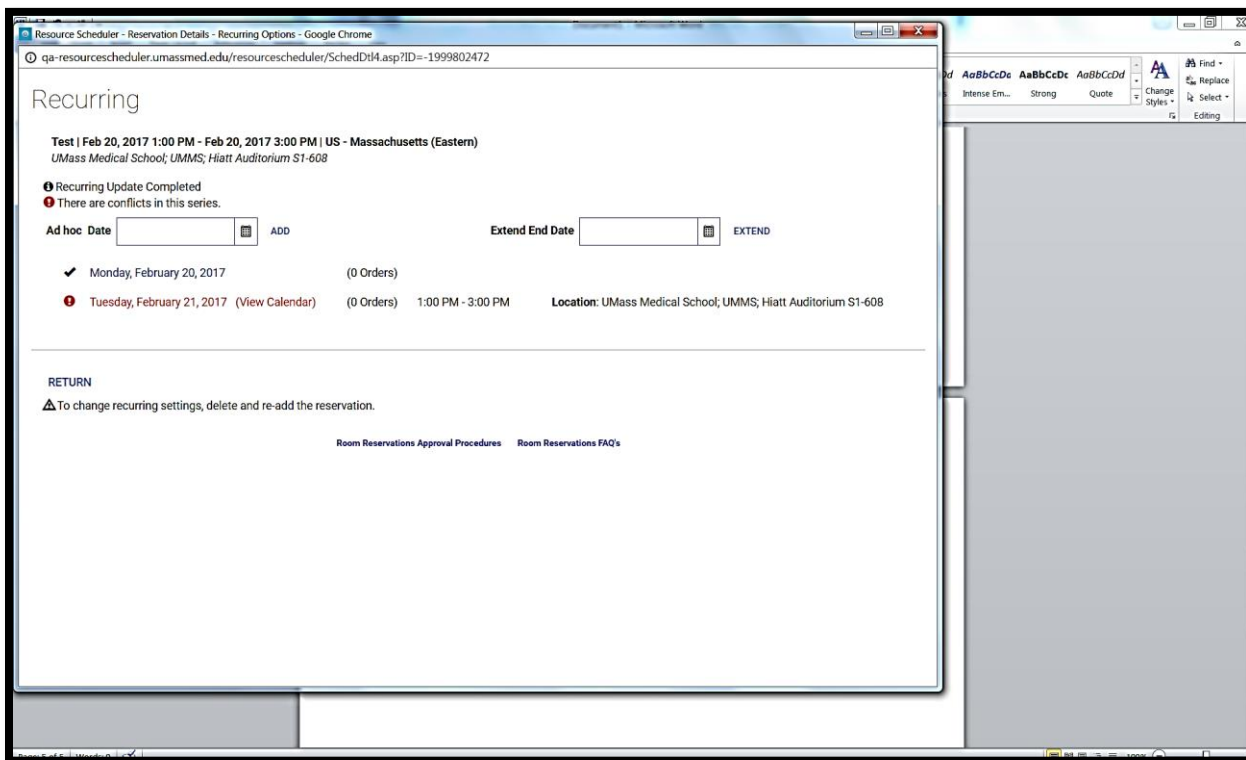 Resource Scheduler - Reservation Details - Recurring Options - Google Chrome
qa-resourcescheduler.umassmed.edu/resourcescheduler/SchedDtl4.asp?ID=-1999802472
Recurring
Test | Feb 20, 2017 1:00 PM - Feb 20, 2017 3:00 PM | US - Massachusetts (Eastern)
UMass Medical School; UMMS; Hiatt Auditorium S1-608
Recurring Update Completed
There are conflicts in this series.
Ad hoc Date ADD Extend End Date EXTEND
Monday, February 20, 2017 (0 Orders)
Tuesday, February 21, 2017 (View Calendar) (0 Orders) 1:00 PM - 3:00 PM Location: UMass Medical School; UMMS; Hiatt Auditorium S1-608
RETURN
To change recurring settings, delete and re-add the reservation.
Room Reservations Approval Procedures Room Reservations FAQ's
AaBbCcDc AaBbCcDc AaBbCcDd
Intense Em... Strong Quote
Change
Styles
Find
Replace
Select
Editing